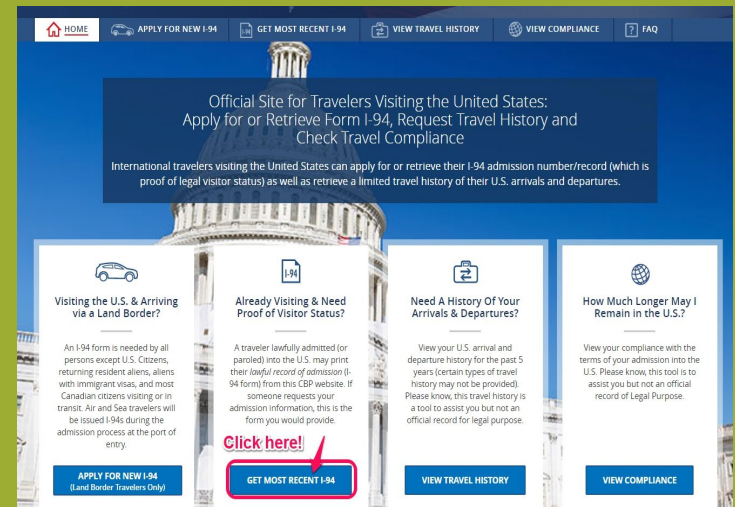 HOME
APPLY FOR NEW I-94
I-94
GET MOST RECENT I-94
VIEW TRAVEL HISTORY
VIEW COMPLIANCE
? FAQ
Official Site for Travelers Visiting the United States:
Apply for or Retrieve Form I-94, Request Travel History and
Check Travel Compliance
International travelers visiting the United States can apply for or retrieve their I-94 admission number/record (which is
proof of legal visitor status) as well as retrieve a limited travel history of their U.S. arrivals and departures.
Visiting the U.S. & Arriving
via a Land Border?
An I-94 form is needed by all
persons except U.S. Citizens,
returning resident aliens, aliens
with immigrant visas, and most
Canadian citizens visiting or in
transit. Air and Sea travelers will
be issued I-94s during the
admission process at the port of
entry.
APPLY FOR NEW I-94
(Land Border Travelers Only)
I-94
Already Visiting & Need
Proof of Visitor Status?
A traveler lawfully admitted (or
paroled) into the U.S. may print
their lawful record of admission (I-
94 form) from this CBP website. If
someone requests your
admission information, this is the
form you would provide.
Click here!
GET MOST RECENT I-94
Need A History Of Your
Arrivals & Departures?
View your U.S. arrival and
departure history for the past 5
years (certain types of travel
history may not be provided).
Please know, this travel history is
a tool to assist you but not an
official record for legal purpose.
VIEW TRAVEL HISTORY
How Much Longer May I
Remain in the U.S.?
View your compliance with the
terms of your admission into the
U.S. Please know, this tool is to
assist you but not an official
record of Legal Purpose.
VIEW COMPLIANCE